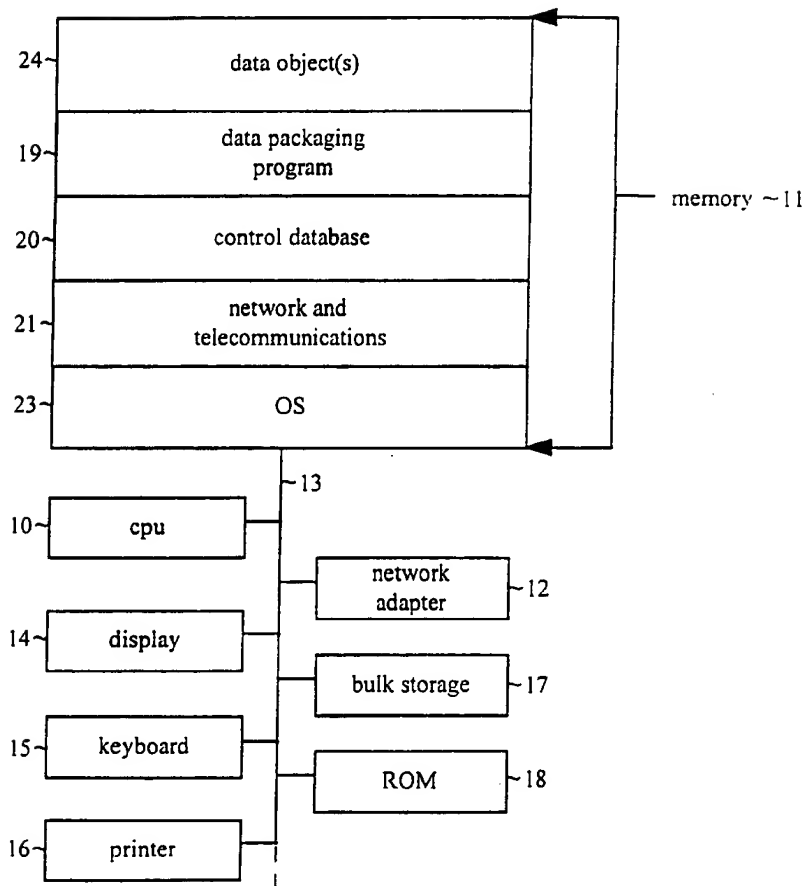 24~ data object(s)
19~ data packaging
program
memory ~11
20~ control database
21~ network and
telecommunications
23~ OS
13
10~ cpu
network
adapter ~12
14~ display
bulk storage ~17
15~ keyboard
ROM ~18
16~ printer